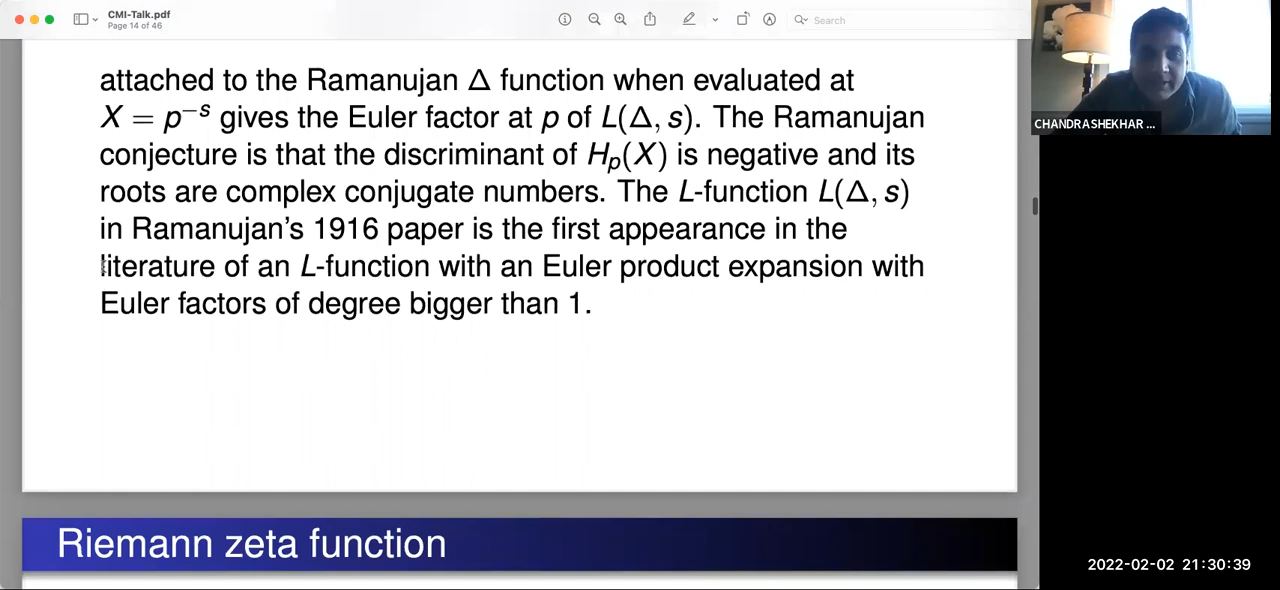 CMI-Talk.pdf
Page 14 of 46
Search
attached to the Ramanujan Δ function when evaluated at
X = p⁻ˢ gives the Euler factor at p of L(Δ, s). The Ramanujan
conjecture is that the discriminant of Hₚ(X) is negative and its
roots are complex conjugate numbers. The L-function L(Δ, s)
in Ramanujan's 1916 paper is the first appearance in the
literature of an L-function with an Euler product expansion with
Euler factors of degree bigger than 1.
Riemann zeta function
CHANDRASHEKHAR ...
2022-02-02 21:30:39